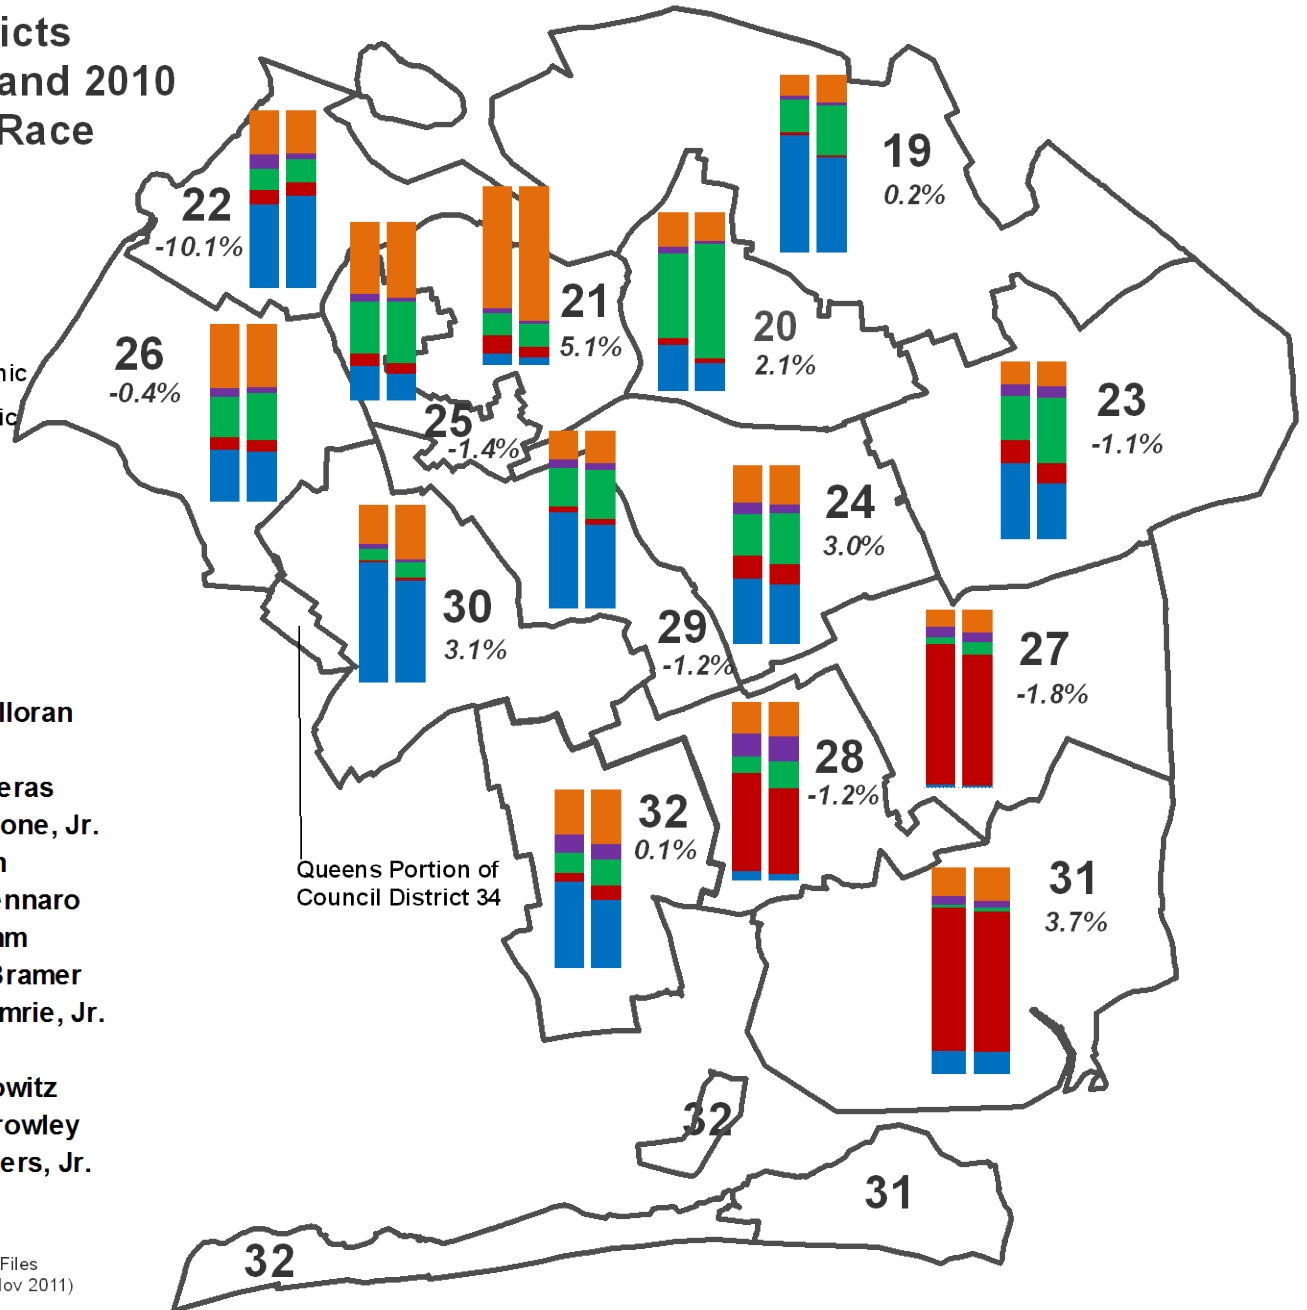 icts
and 2010
Race
19
0.2%
22
-10.1%
21
5.1%
20
2.1%
26
-0.4%
nic
ic
23
-1.1%
25
-1.4%
24
3.0%
30
3.1%
29
-1.2%
27
-1.8%
lloran
28
-1.2%
eras
32
0.1%
one, Jr.
n
Queens Portion of
Council District 34
31
3.7%
ennaro
mm
Bramer
mrie, Jr.
owitz
rowley
32
ers, Jr.
31
32
Files
Nov 2011)